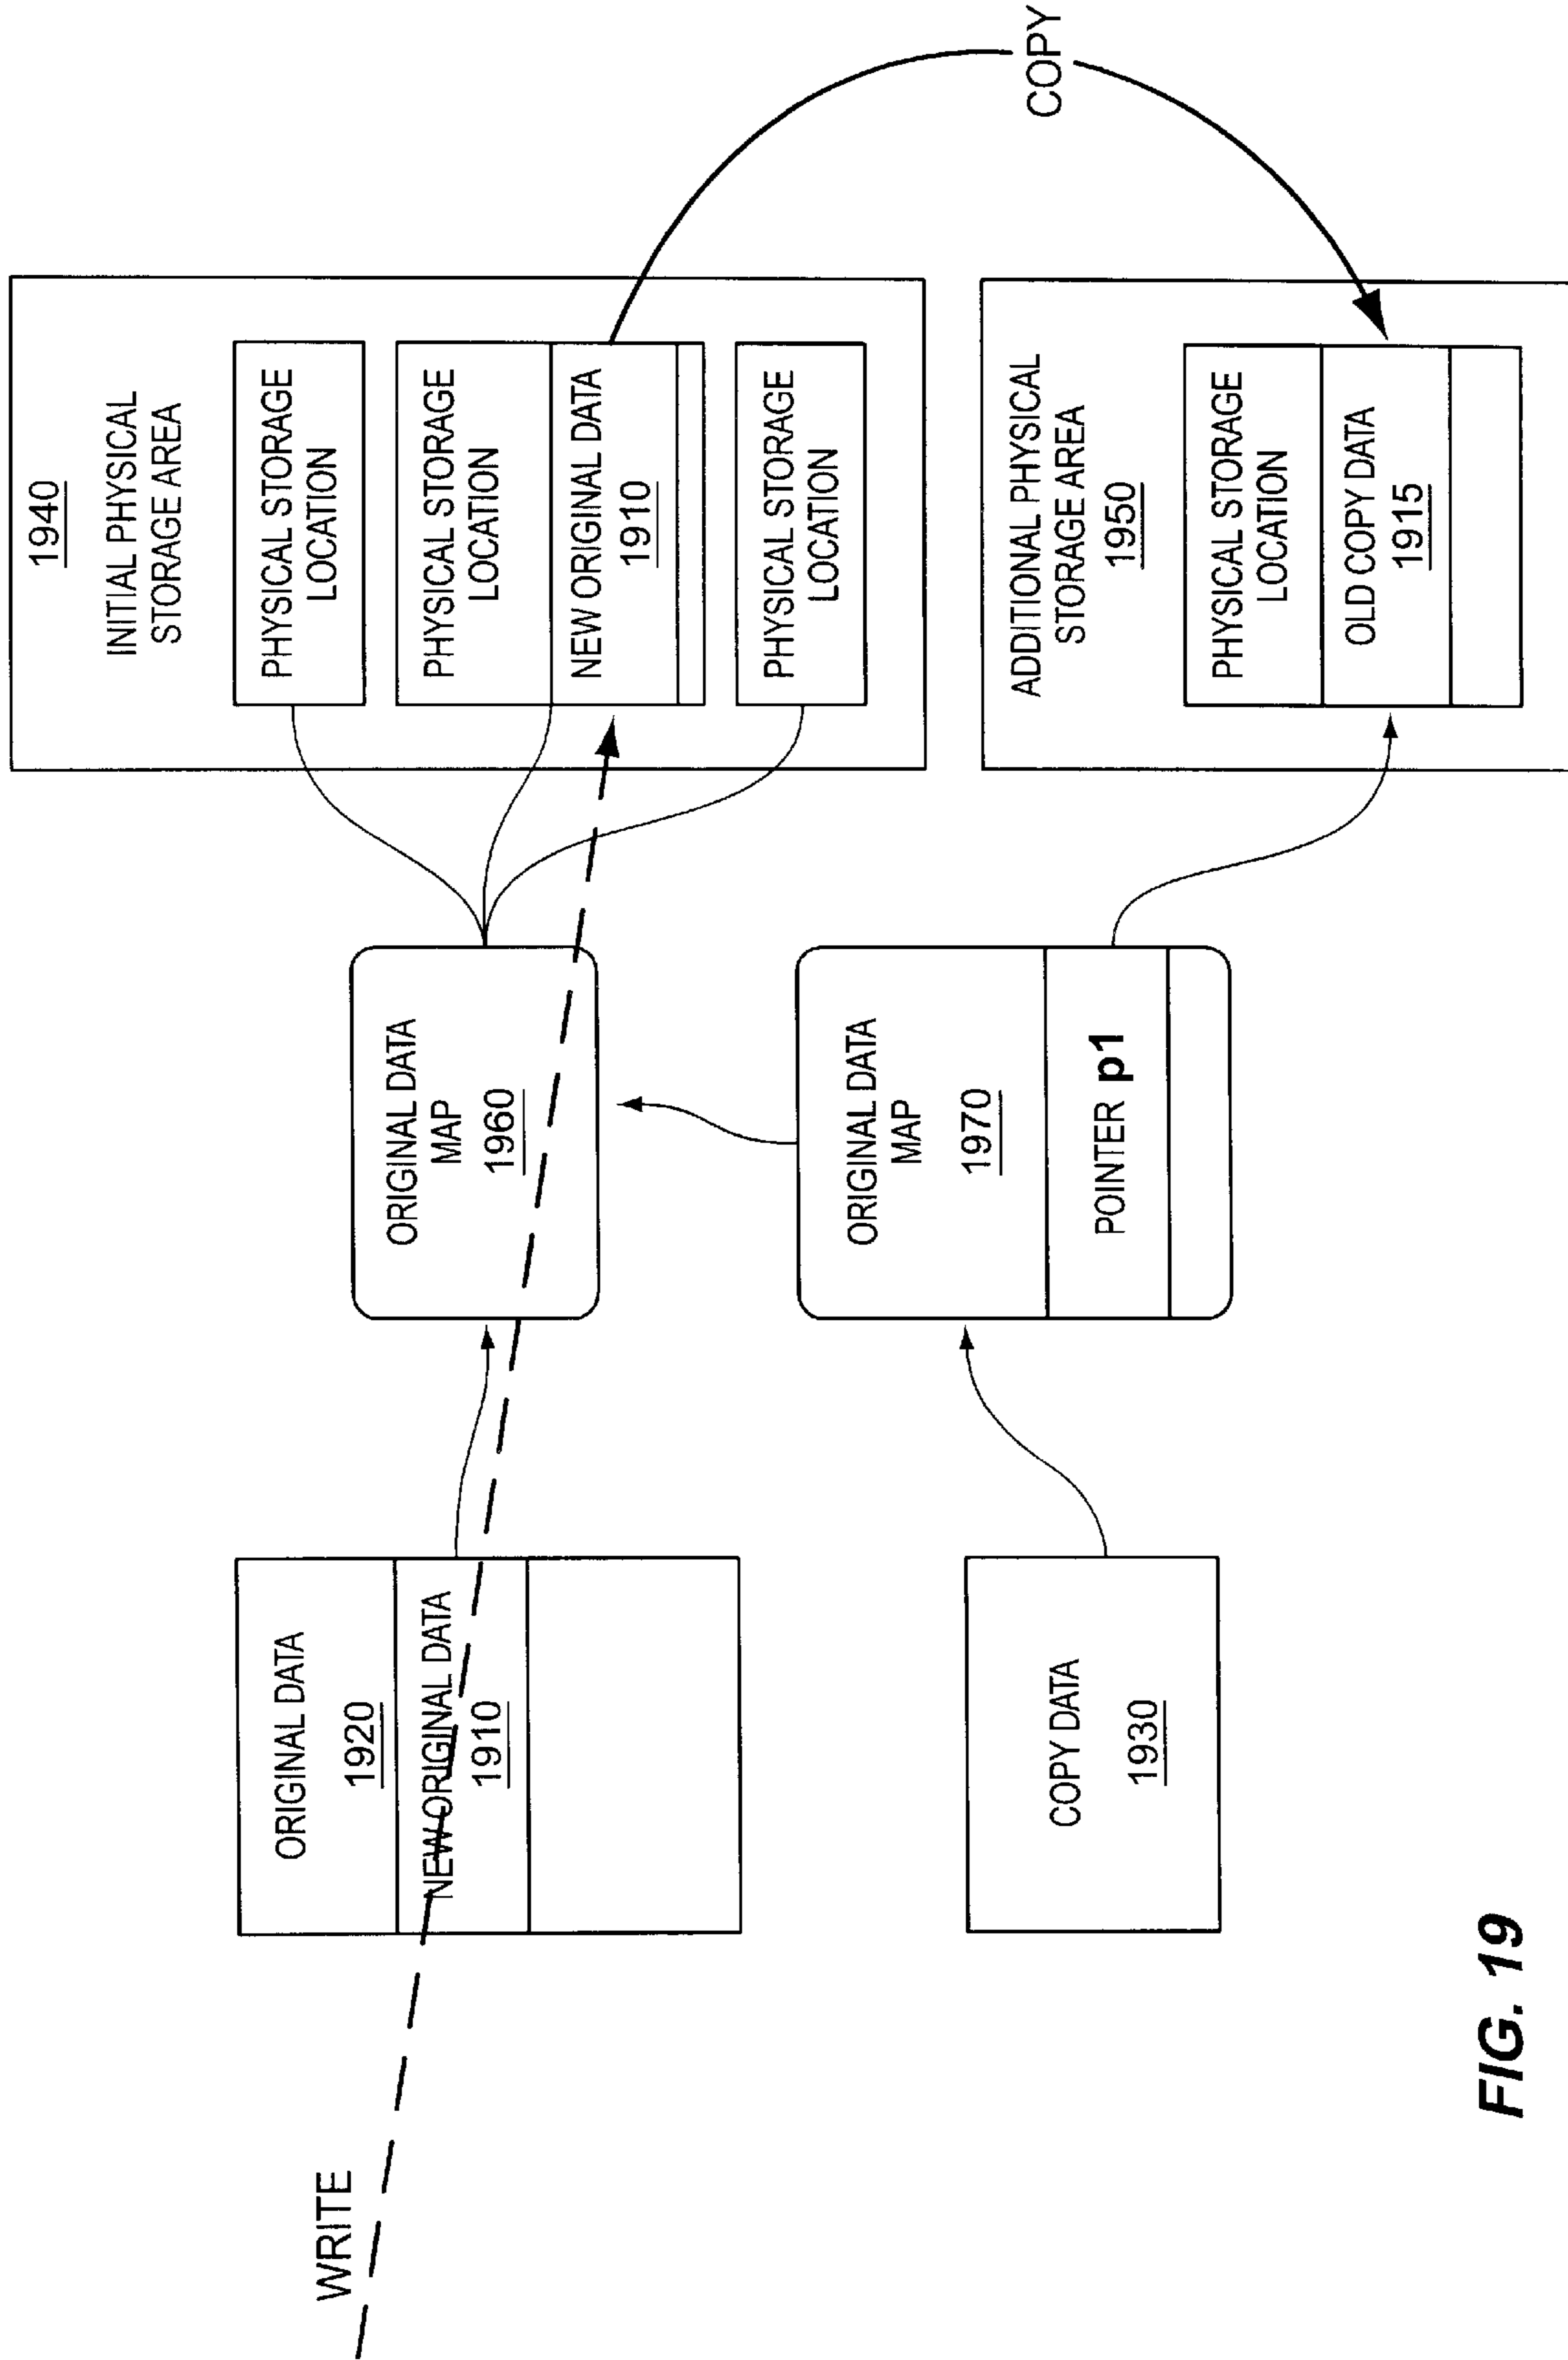 WRITE
ORIGINAL DATA
1920
NEW ORIGINAL DATA
1910
COPY DATA
1930
ORIGINAL DATA
MAP
1960
ORIGINAL DATA
MAP
1970
POINTER p1
1940
INITIAL PHYSICAL
STORAGE AREA
PHYSICAL STORAGE
LOCATION
PHYSICAL STORAGE
LOCATION
NEW ORIGINAL DATA
1910
PHYSICAL STORAGE
LOCATION
ADDITIONAL PHYSICAL
STORAGE AREA
1950
PHYSICAL STORAGE
LOCATION
OLD COPY DATA
1915
COPY
FIG. 19